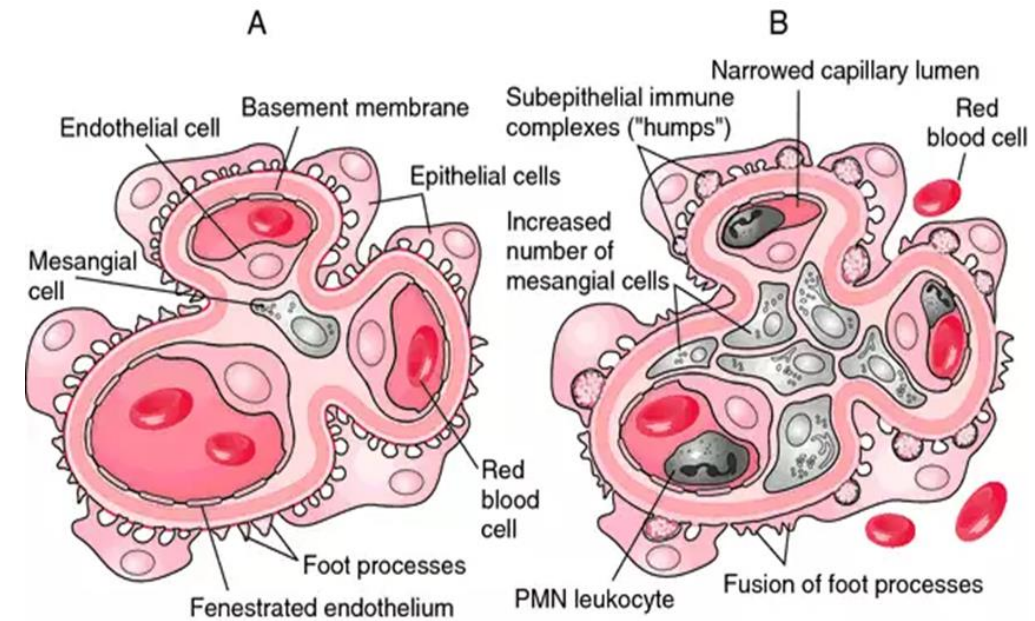 A
Basement membrane
Endothelial cell
Epithelial cells
Mesangial
cell
Red
blood
cell
Foot processes
Fenestrated endothelium
B
Narrowed capillary lumen
Subepithelial immune
complexes ("humps")
Red
blood cell
Increased
number of
mesangial cells
Fusion of foot processes
PMN leukocyte